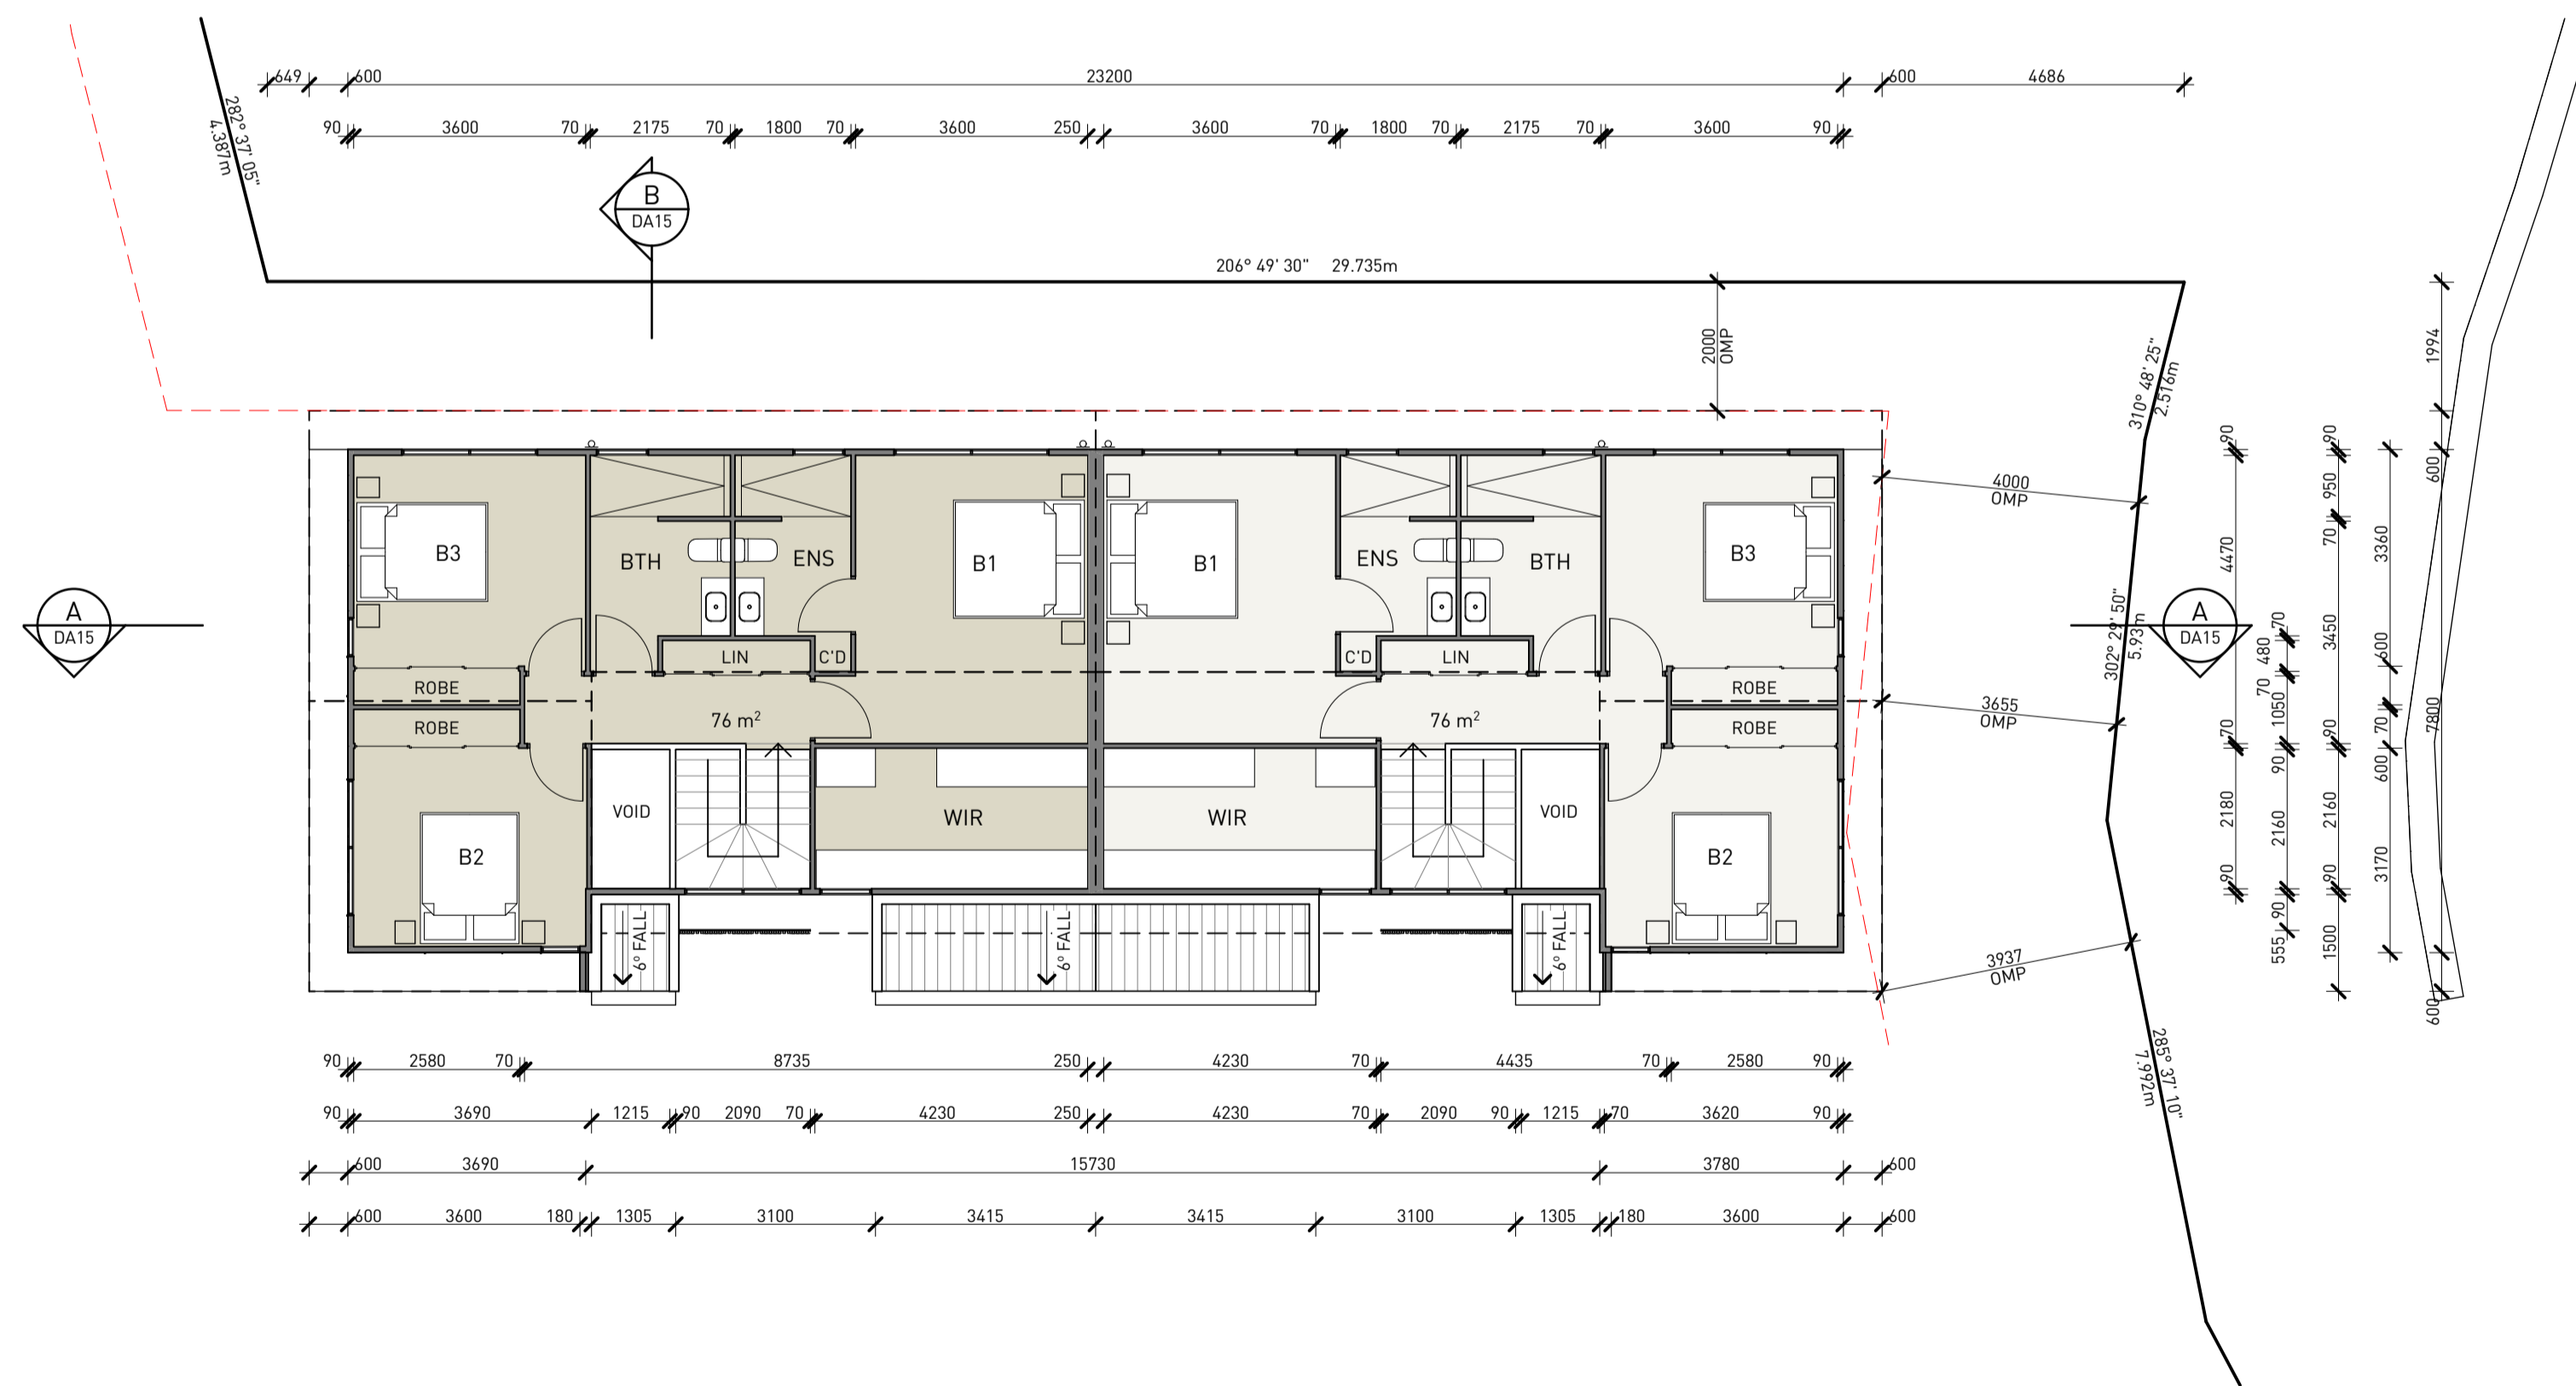 649 600 23200 600 4686
90 3600 70 2175 70 1800 70 3600 250 3600 70 1800 70 2175 70 3600 90
282° 37' 05"
4.387m
B
DA15
206° 49' 30" 29.735m
2000
OMP
310° 48' 25"
2.516m
1994
600
7800
600
4000
OMP
3655
OMP
3937
OMP
302° 29' 50"
5.93m
285° 37' 10"
7.992m
A
DA15
A
DA15
B3
BTH
ENS
B1
B1
ENS
BTH
B3
LIN
C'D
C'D
LIN
ROBE
ROBE
ROBE
ROBE
76 m²
76 m²
VOID
WIR
WIR
VOID
B2
B2
6° FALL
6° FALL
6° FALL
90 4470 70 2180 90
70 480 70 1050 90 2160 90 555
90 950 70 3450 90 2160 90 1500
3360 600 70 600 3170
90 2580 70 8735 250 4230 70 4435 70 2580 90
90 3690 1215 90 2090 70 4230 250 4230 70 2090 90 1215 70 3620 90
600 3690 15730 3780 600
600 3600 180 1305 3100 3415 3415 3100 1305 180 3600 600